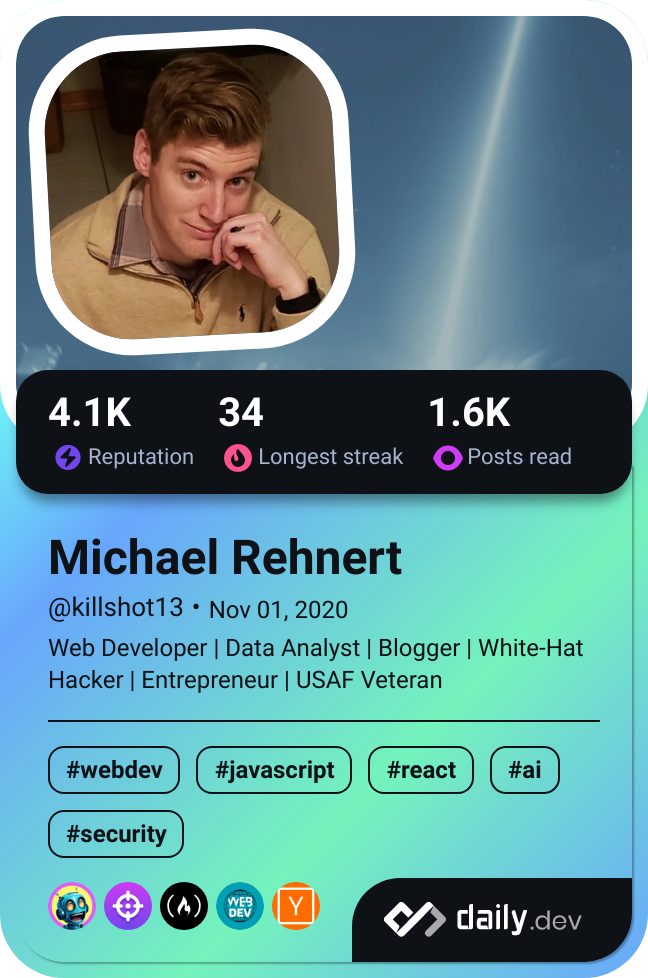 4.1K 34 1.6K
Reputation Longest streak Posts read
Michael Rehnert
@killshot13 • Nov 01, 2020
Web Developer | Data Analyst | Blogger | White-Hat
Hacker | Entrepreneur | USAF Veteran
#webdev #javascript #react #ai
#security
WEB
DEV
Y
daily.dev